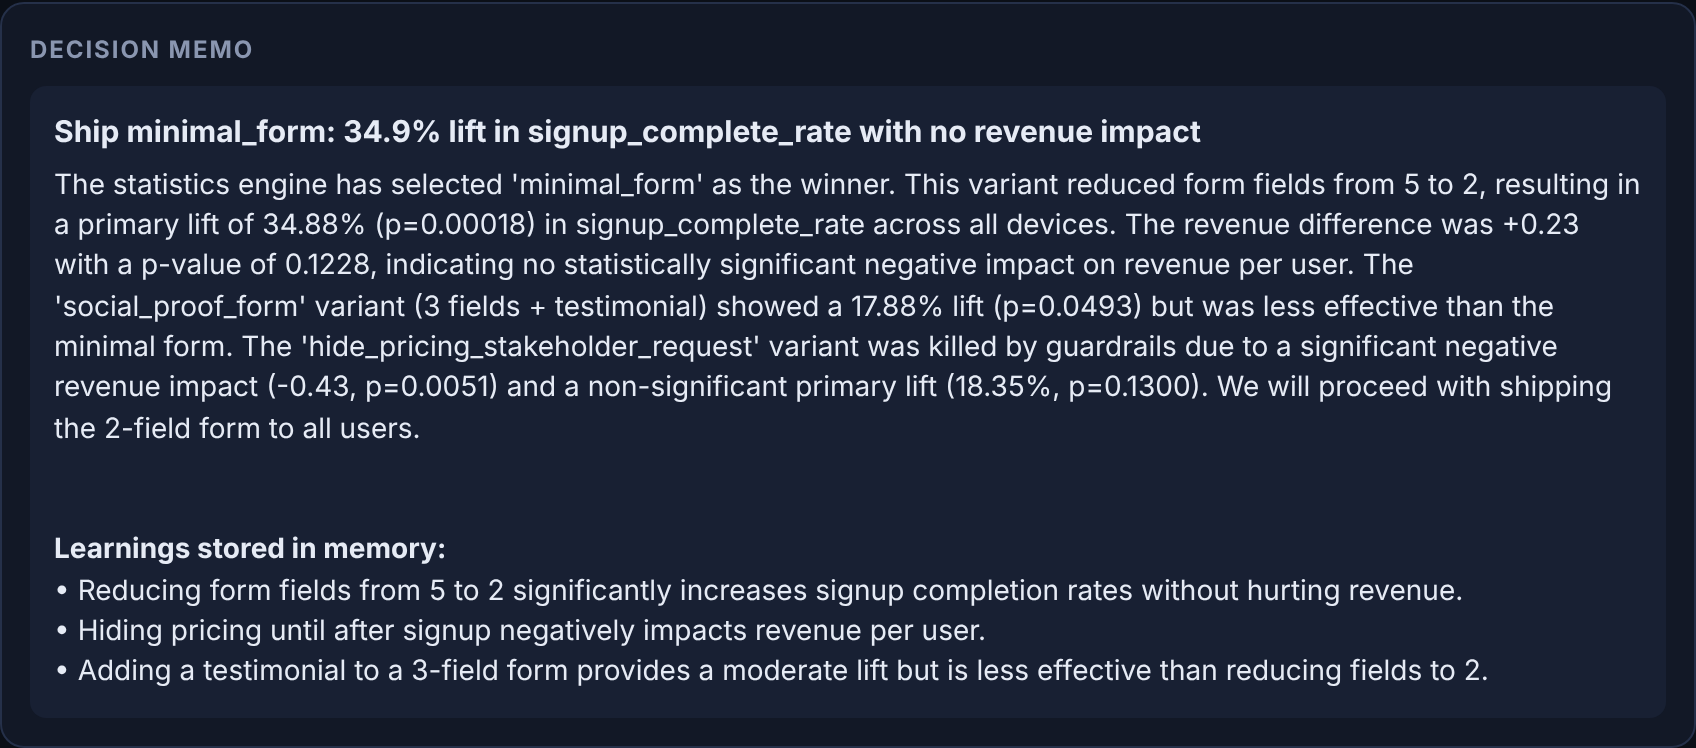 DECISION MEMO
Ship minimal_form: 34.9% lift in signup_complete_rate with no revenue impact
The statistics engine has selected 'minimal_form' as the winner. This variant reduced form fields from 5 to 2, resulting in
a primary lift of 34.88% (p=0.00018) in signup_complete_rate across all devices. The revenue difference was +0.23
with a p-value of 0.1228, indicating no statistically significant negative impact on revenue per user. The
'social_proof_form' variant (3 fields + testimonial) showed a 17.88% lift (p=0.0493) but was less effective than the
minimal form. The 'hide_pricing_stakeholder_request' variant was killed by guardrails due to a significant negative
revenue impact (-0.43, p=0.0051) and a non-significant primary lift (18.35%, p=0.1300). We will proceed with shipping
the 2-field form to all users.
Learnings stored in memory:
• Reducing form fields from 5 to 2 significantly increases signup completion rates without hurting revenue.
• Hiding pricing until after signup negatively impacts revenue per user.
• Adding a testimonial to a 3-field form provides a moderate lift but is less effective than reducing fields to 2.